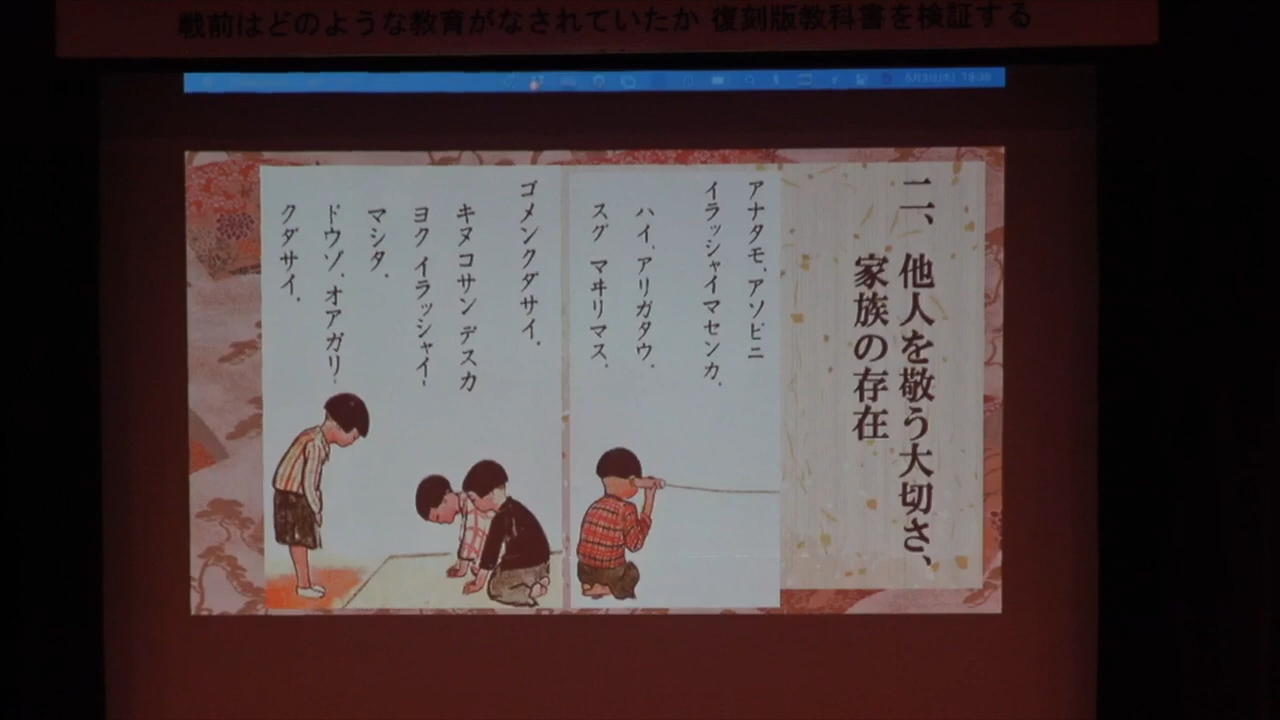 戦前はどのような教育がなされていたか 復刻版教科書を検証する
二、 他人を敬う大切さ、
家族の存在
アナタモ、アソビニ
イラッシャイマセンカ。
ハイ、アリガタウ。
スグ マヰリマス。
ゴメンクダサイ。
キヌコサン デスカ
ヨク イラッシャイ
マシタ。
ドウゾ、オアガリ
クダサイ。